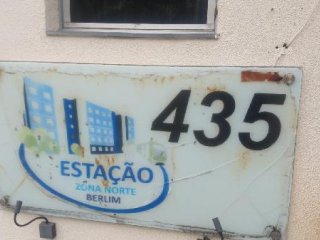 435
ESTAÇÃO
ZONA NORTE
BERLIM